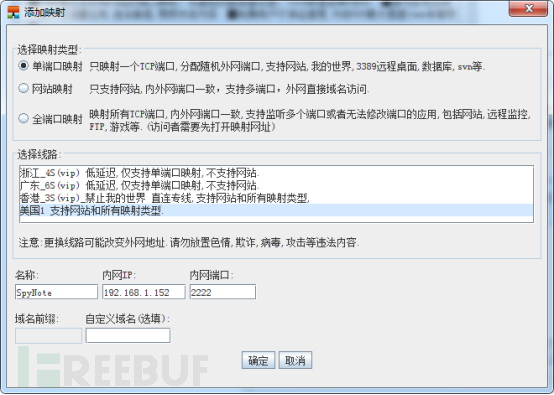 添加映射
选择映射类型:
单端口映射 只映射一个TCP端口,分配随机外网端口,支持网站,我的世界,3389远程桌面,数据库,svn等.
网站映射 只支持网站,内外网端口一致，支持多端口，外网直接域名访问.
全端口映射 映射所有TCP端口,内外网端口一致,支持监听多个端口或者无法修改端口的应用,包括网站,远程监控,
FTP,游戏等.(访问者需要先打开映射网址)
选择线路:
浙江_4S(vip) 低延迟,仅支持单端口映射,不支持网站.
广东_6S(vip) 低延迟,仅支持单端口映射,不支持网站.
香港_3S(vip)_禁止我的世界 直连专线,支持网站和所有映射类型,
美国1 支持网站和所有映射类型.
注意:更换线路可能改变外网地址.请勿放置色情,欺诈,病毒,攻击等违法内容.
名称: 内网IP: 内网端口:
SpyNote 192.168.1.152 2222
域名前缀: 自定义域名(选填):
确定 取消
FREEBUF